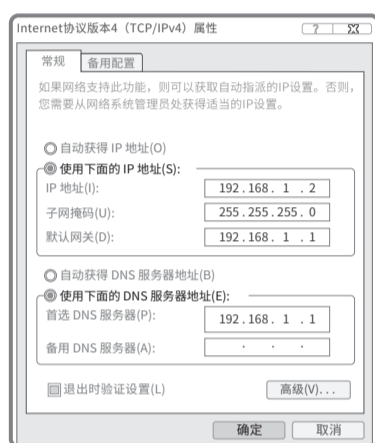 Internet协议版本4（TCP/IPv4）属性
常规 备用配置
如果网络支持此功能，则可以获取自动指派的IP设置。否则，
您需要从网络系统管理员处获得适当的IP设置。
自动获得 IP 地址(O)
使用下面的 IP 地址(S):
IP 地址(I): 192.168. 1 . 2
子网掩码(U): 255.255.255. 0
默认网关(D): 192.168. 1 . 1
自动获得 DNS 服务器地址(B)
使用下面的 DNS 服务器地址(E):
首选 DNS 服务器(P): 192.168. 1 . 1
备用 DNS 服务器(A): . . .
退出时验证设置(L) 高级(V)...
确定 取消